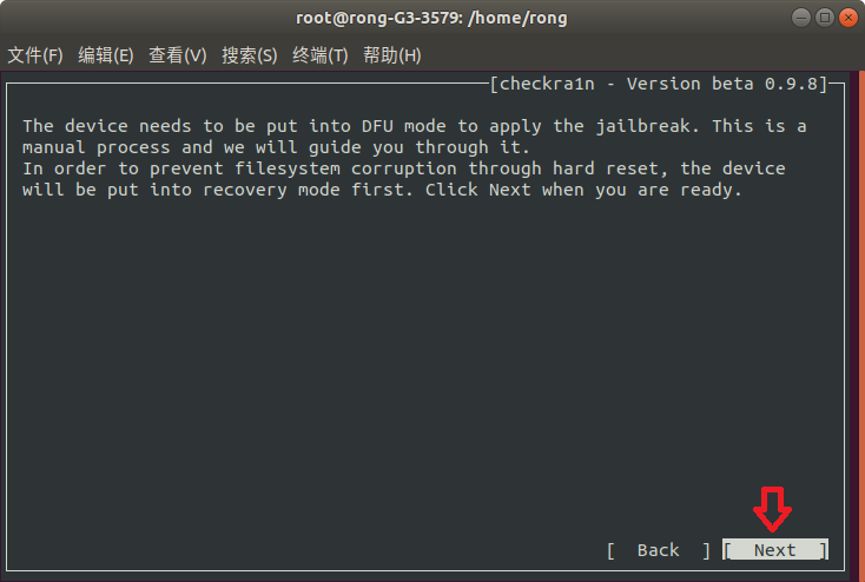 root@rong-G3-3579: /home/rong
文件(F) 编辑(E) 查看(V) 搜索(S) 终端(T) 帮助(H)
[checkra1n - Version beta 0.9.8]
The device needs to be put into DFU mode to apply the jailbreak. This is a
manual process and we will guide you through it.
In order to prevent filesystem corruption through hard reset, the device
will be put into recovery mode first. Click Next when you are ready.
[ Back ] [ Next ]